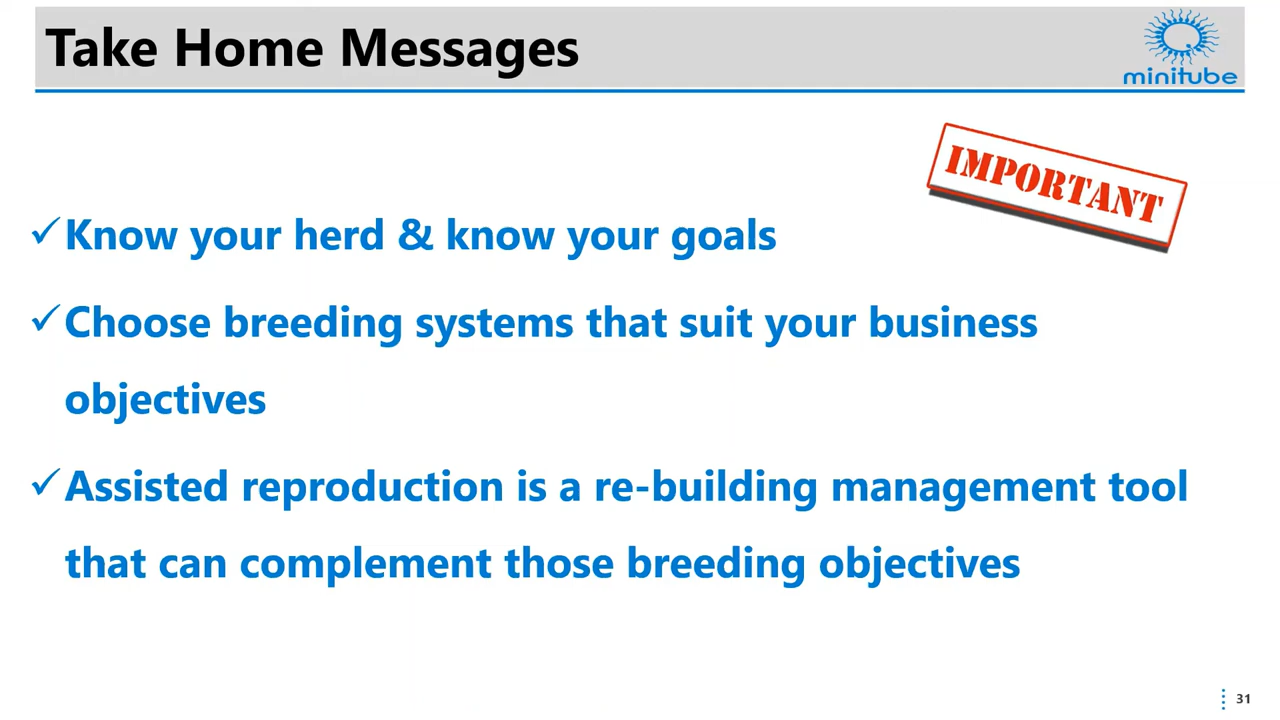 Take Home Messages
minitube
IMPORTANT
✓Know your herd & know your goals
✓Choose breeding systems that suit your business
objectives
✓Assisted reproduction is a re-building management tool
that can complement those breeding objectives
31